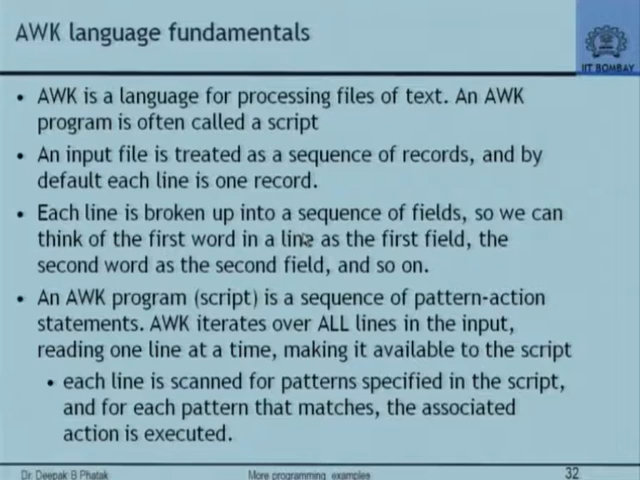 AWK language fundamentals
IIT BOMBAY
• AWK is a language for processing files of text. An AWK
program is often called a script
• An input file is treated as a sequence of records, and by
default each line is one record.
• Each line is broken up into a sequence of fields, so we can
think of the first word in a line as the first field, the
second word as the second field, and so on.
• An AWK program (script) is a sequence of pattern-action
statements. AWK iterates over ALL lines in the input,
reading one line at a time, making it available to the script
• each line is scanned for patterns specified in the script,
and for each pattern that matches, the associated
action is executed.
Dr. Deepak B Phatak
More programming examples
32